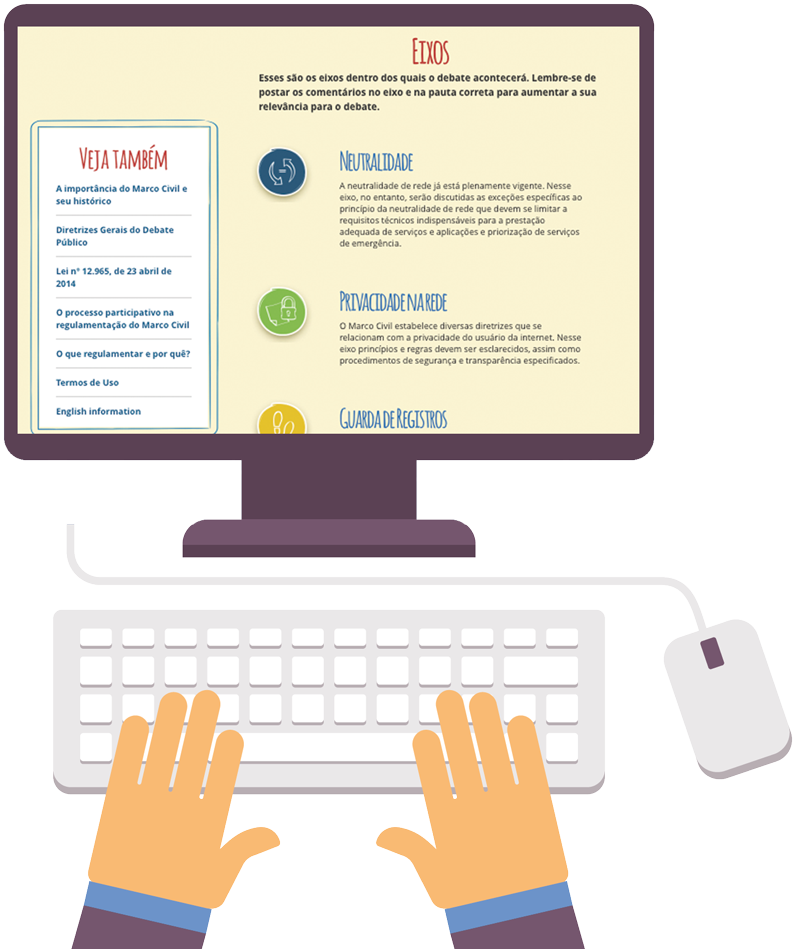 Eixos
Esses são os eixos dentro dos quais o debate acontecerá. Lembre-se de
postar os comentários no eixo e na pauta correta para aumentar a sua
relevância para o debate.
Veja também
A importância do Marco Civil e
seu histórico
Diretrizes Gerais do Debate
Público
Lei nº 12.965, de 23 abril de
2014
O processo participativo na
regulamentação do Marco Civil
O que regulamentar e por quê?
Termos de Uso
English information
Neutralidade
A neutralidade de rede já está plenamente vigente. Nesse
eixo, no entanto, serão discutidas as exceções específicas ao
princípio da neutralidade de rede que devem se limitar a
requisitos técnicos indispensáveis para a prestação
adequada de serviços e aplicações e priorização de serviços
de emergência.
Privacidade na rede
O Marco Civil estabelece diversas diretrizes que se
relacionam com a privacidade do usuário da internet. Nesse
eixo princípios e regras devem ser esclarecidos, assim como
procedimentos de segurança e transparência especificados.
Guarda de Registros